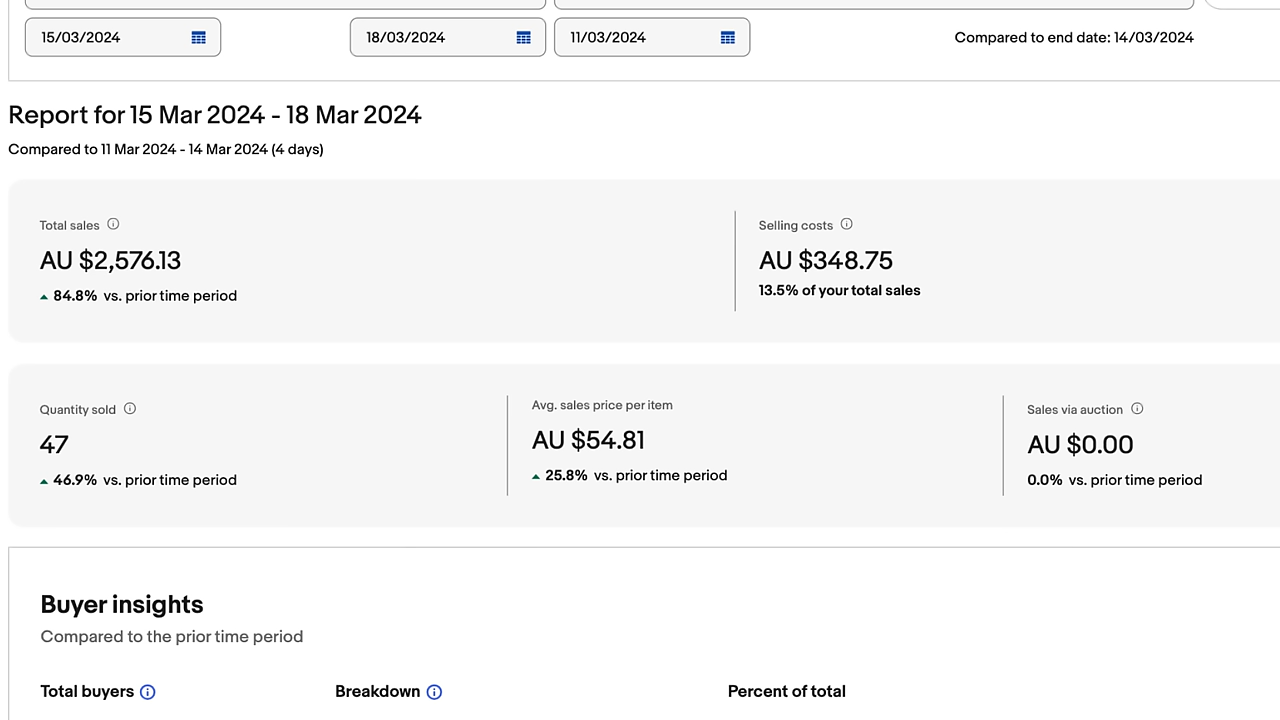 15/03/2024
18/03/2024
11/03/2024
Compared to end date: 14/03/2024
Report for 15 Mar 2024 - 18 Mar 2024
Compared to 11 Mar 2024 - 14 Mar 2024 (4 days)
Total sales
AU $2,576.13
84.8% vs. prior time period
Selling costs
AU $348.75
13.5% of your total sales
Quantity sold
47
46.9% vs. prior time period
Avg. sales price per item
AU $54.81
25.8% vs. prior time period
Sales via auction
AU $0.00
0.0% vs. prior time period
Buyer insights
Compared to the prior time period
Total buyers
Breakdown
Percent of total